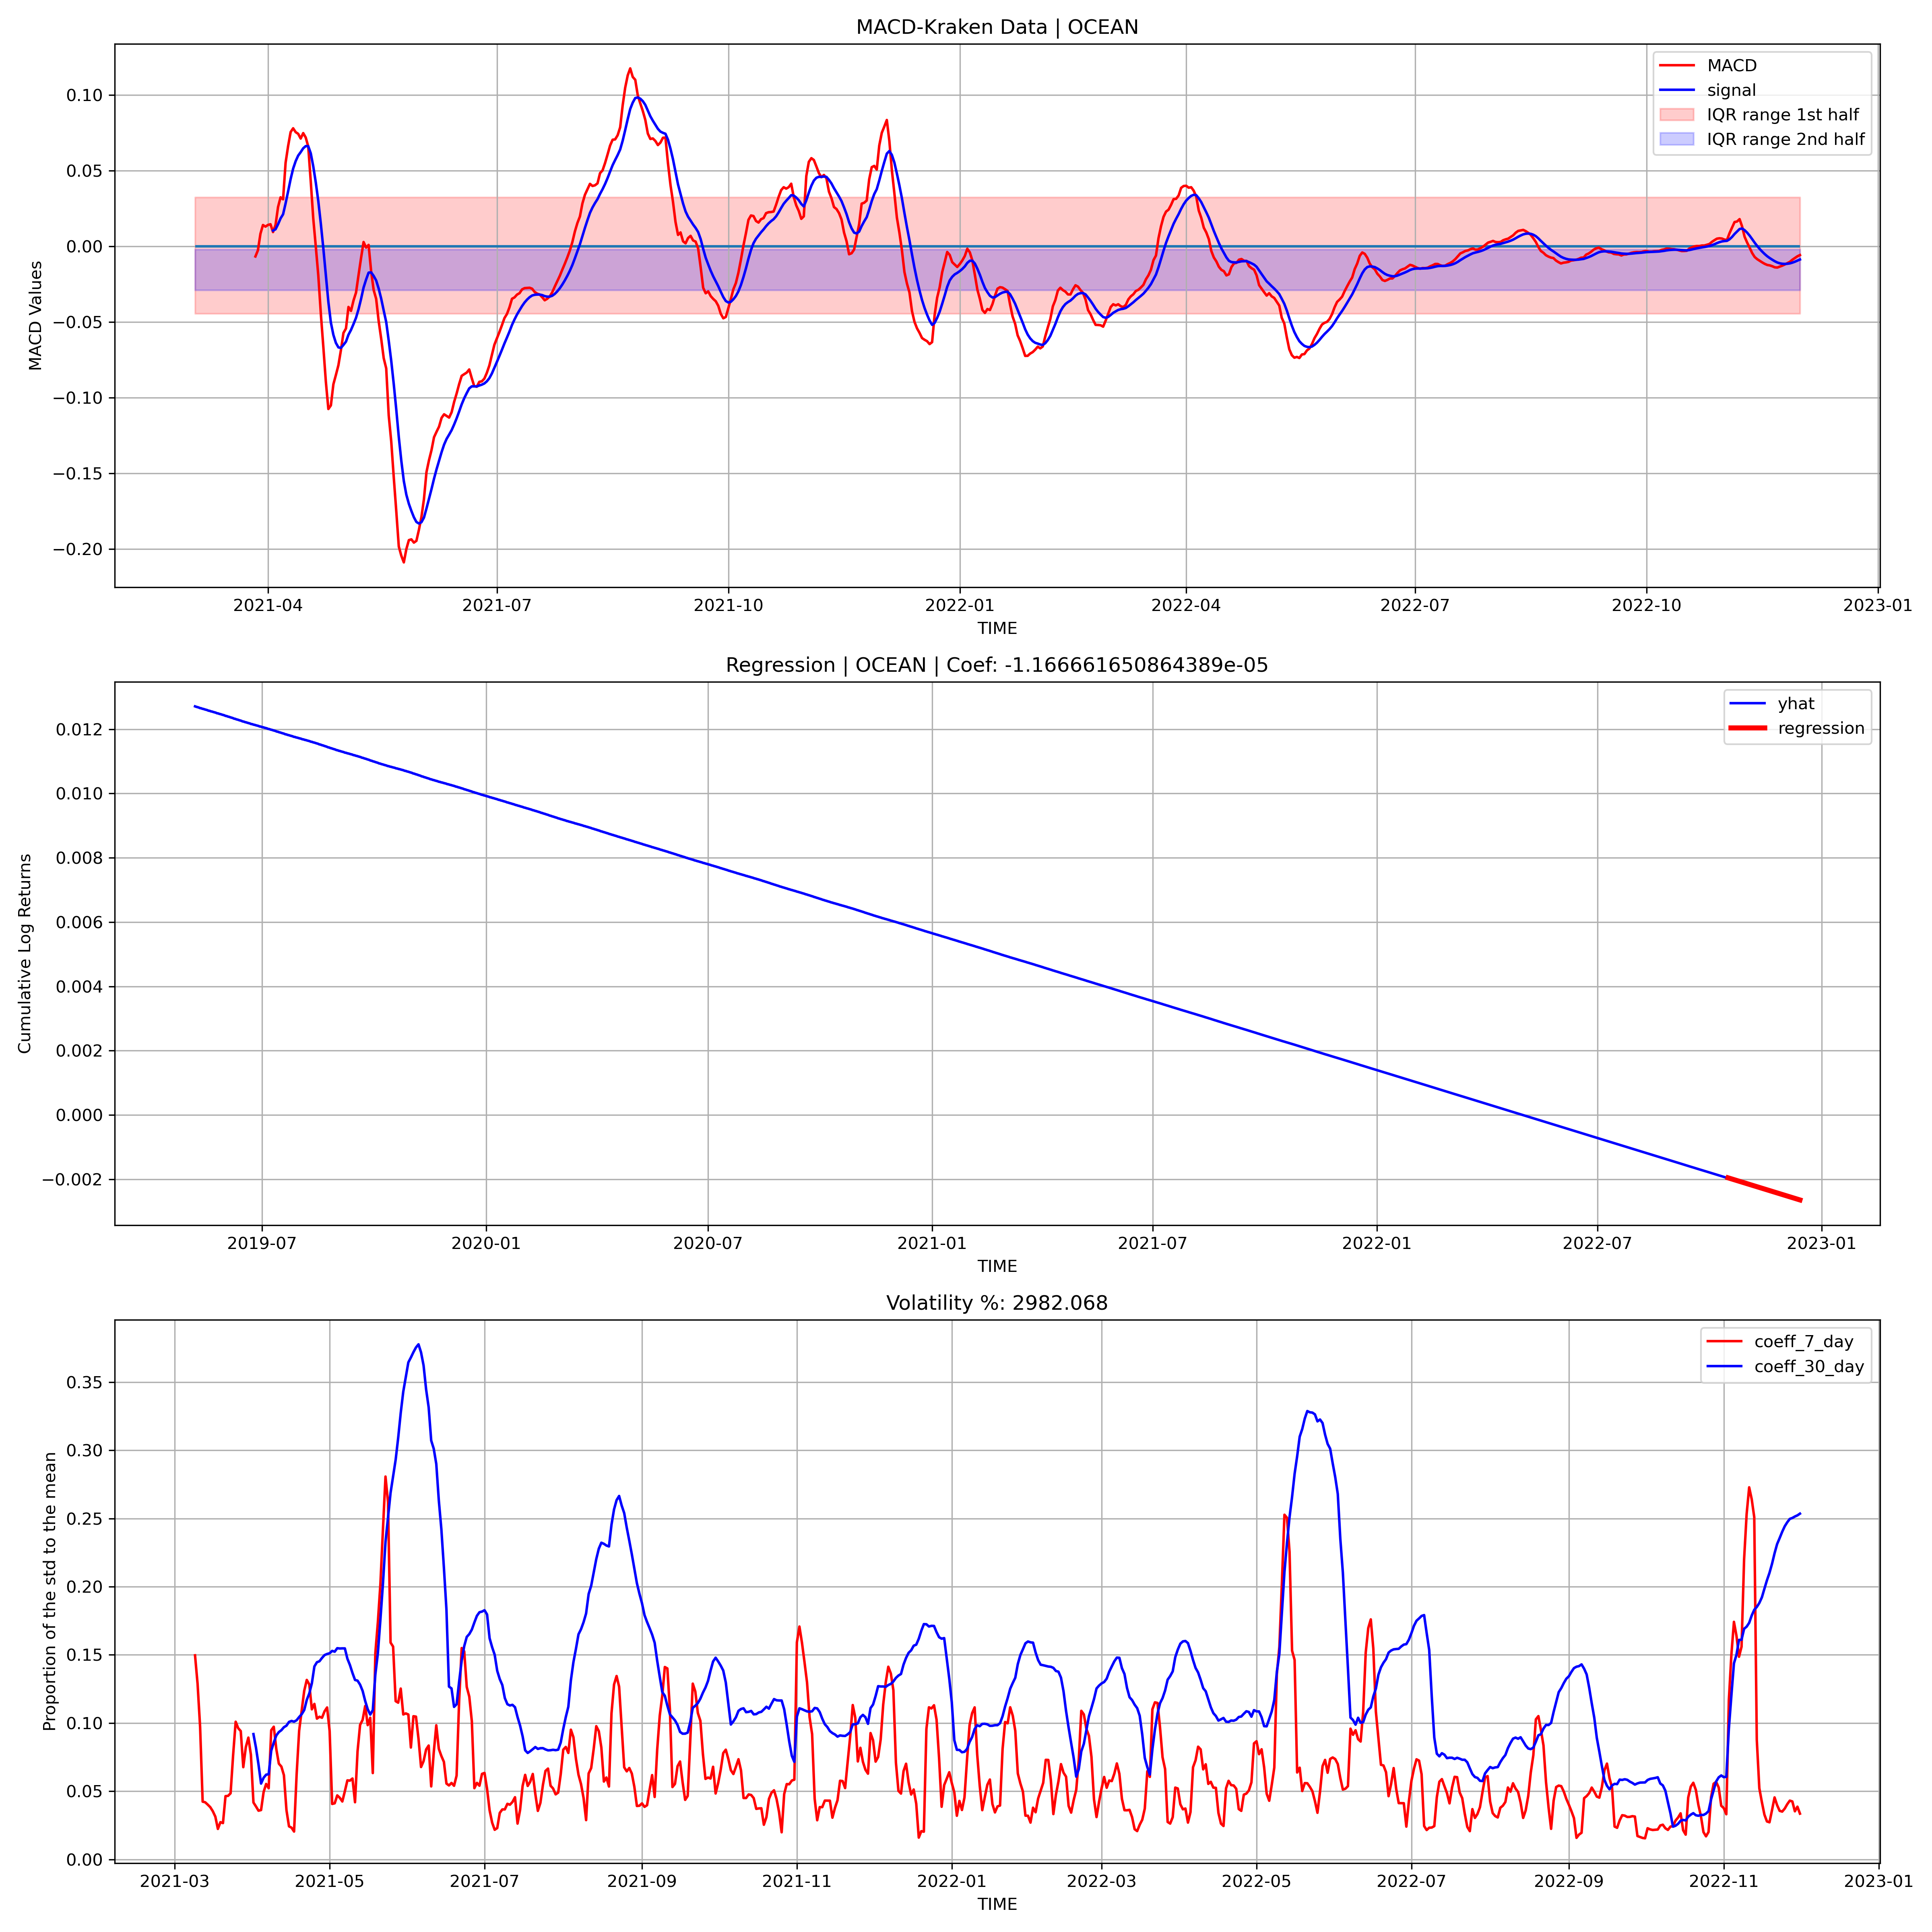 MACD-Kraken Data | OCEAN
MACD
signal
IQR range 1st half
IQR range 2nd half
MACD Values
0.10
0.05
0.00
−0.05
−0.10
−0.15
−0.20
2021-04 2021-07 2021-10 2022-01 2022-04 2022-07 2022-10 2023-01
TIME
Regression | OCEAN | Coef: -1.166661650864389e-05
yhat
regression
Cumulative Log Returns
0.012
0.010
0.008
0.006
0.004
0.002
0.000
−0.002
2019-07 2020-01 2020-07 2021-01 2021-07 2022-01 2022-07 2023-01
TIME
Volatility %: 2982.068
coeff_7_day
coeff_30_day
Proportion of the std to the mean
0.35
0.30
0.25
0.20
0.15
0.10
0.05
0.00
2021-03 2021-05 2021-07 2021-09 2021-11 2022-01 2022-03 2022-05 2022-07 2022-09 2022-11 2023-01
TIME